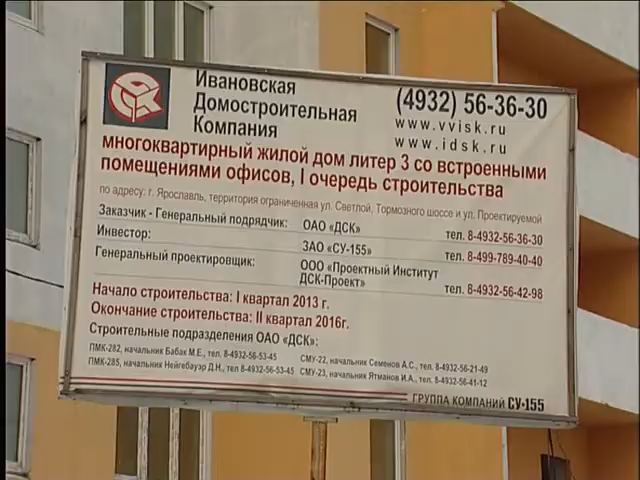 Ивановская
Домостроительная
Компания
(4932) 56-36-30
www.vvisk.ru
www.idsk.ru
многоквартирный жилой дом литер 3 со встроенными
помещениями офисов, I очередь строительства
по адресу: г. Ярославль, территория ограниченная ул. Светлой, Тормозного шоссе и ул. Проектируемой
Заказчик - Генеральный подрядчик: ОАО «ДСК» тел. 8-4932-56-36-30
Инвестор: ЗАО «СУ-155» тел. 8-499-789-40-40
Генеральный проектировщик: ООО «Проектный Институт
ДСК-Проект» тел. 8-4932-56-42-98
Начало строительства: I квартал 2013 г.
Окончание строительства: II квартал 2016г.
Строительные подразделения ОАО «ДСК»:
ПМК-282, начальник Бабак М.Е., тел. 8-4932-56-53-45 СМУ-22, начальник Семенов А.С., тел. 8-4932-56-21-49
ПМК-285, начальник Нейгебауэр Д.Н., тел. 8-4932-56-53-45 СМУ-23, начальник Ятманов И.А., тел. 8-4932-56-41-12
ГРУППА КОМПАНИЙ СУ-155